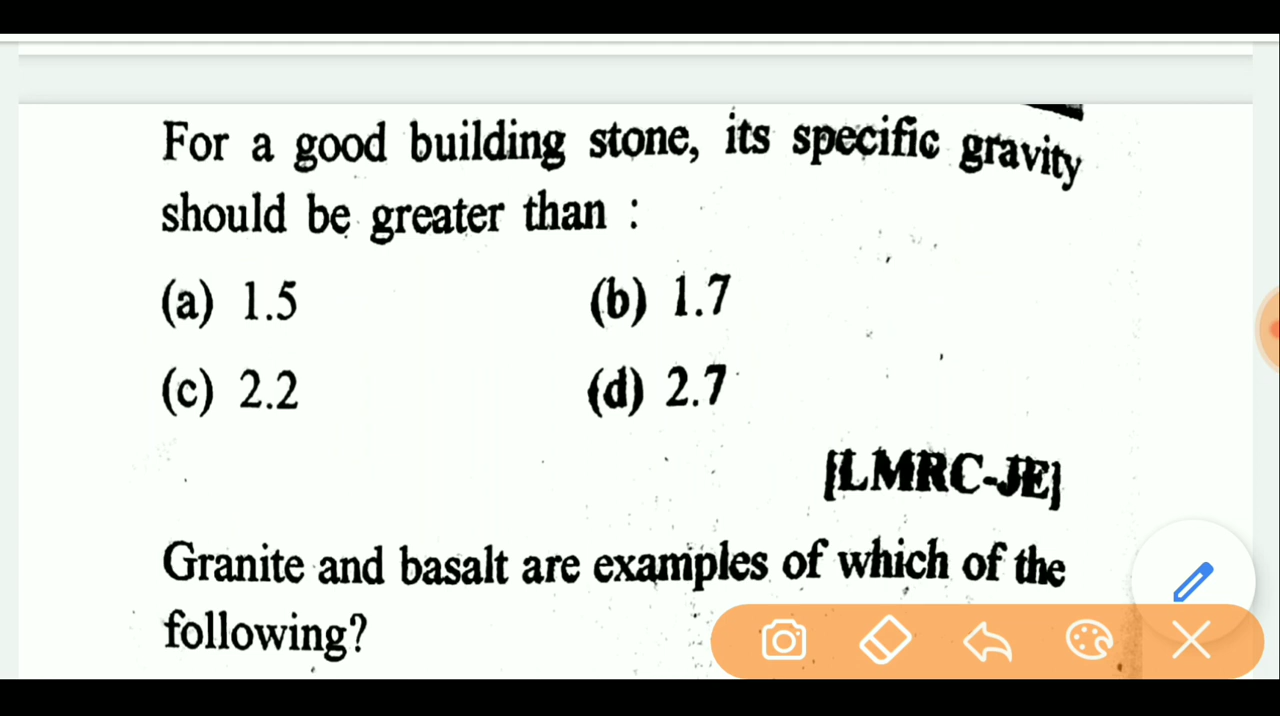 For a good building stone, its specific gravity
should be greater than :
(a) 1.5 (b) 1.7
(c) 2.2 (d) 2.7
[LMRC-JE]
Granite and basalt are examples of which of the
following?